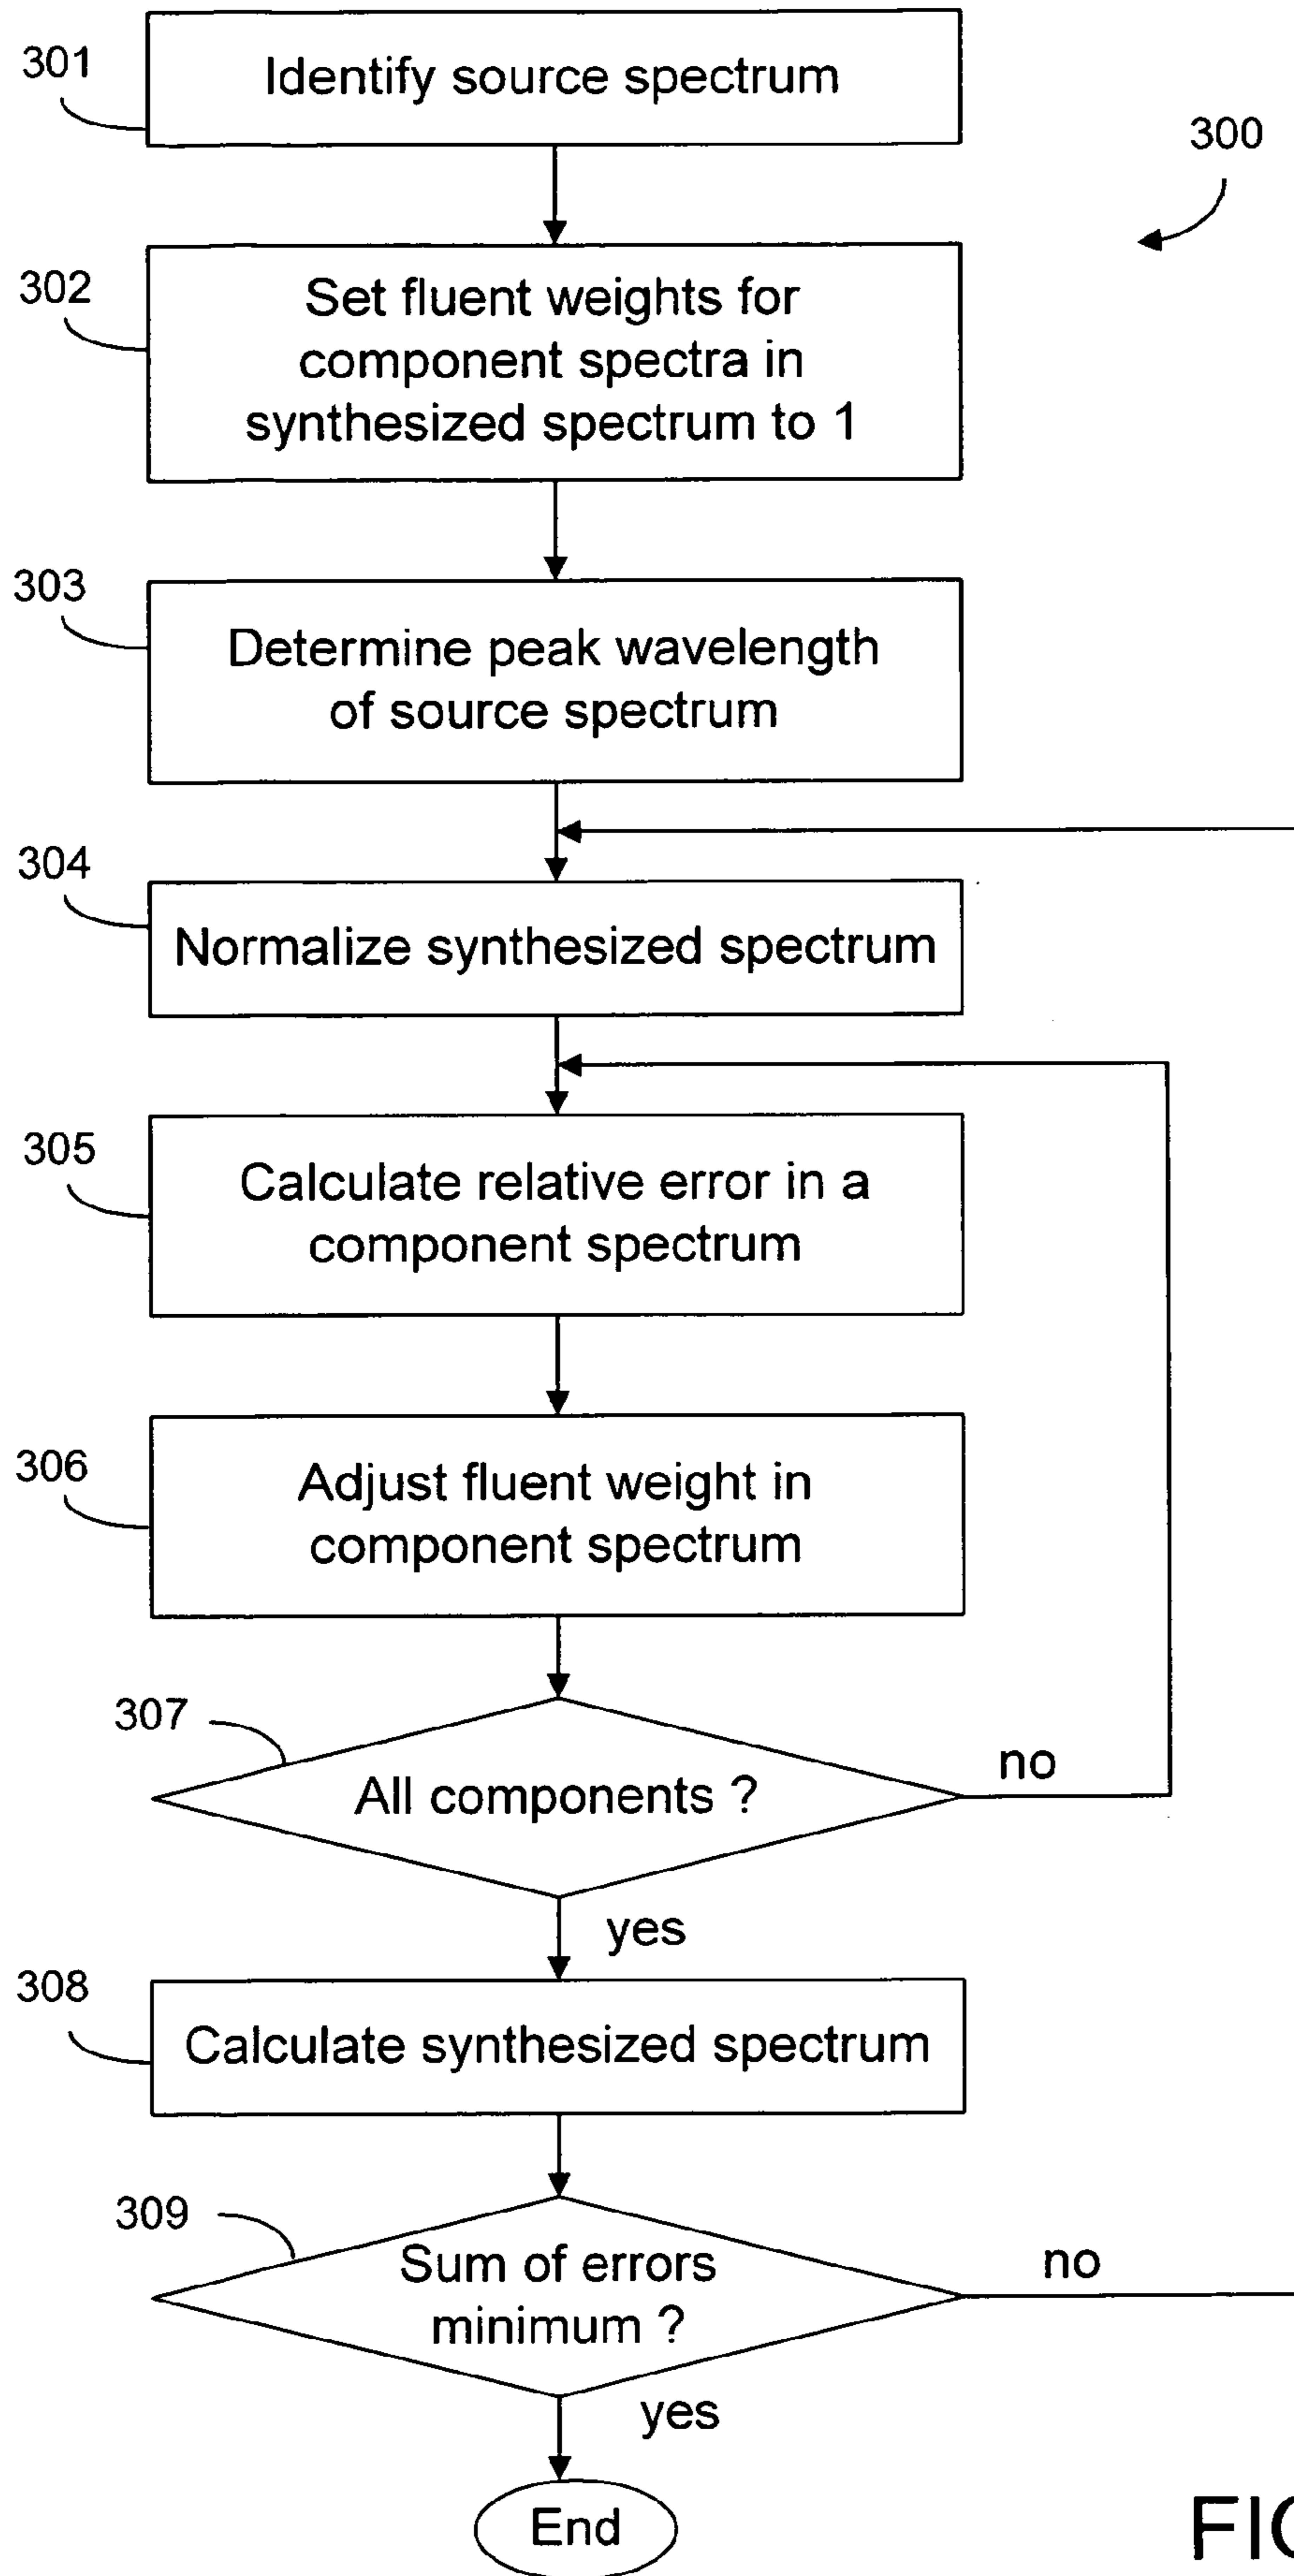 301
Identify source spectrum
300
302
Set fluent weights for
component spectra in
synthesized spectrum to 1
303
Determine peak wavelength
of source spectrum
304
Normalize synthesized spectrum
305
Calculate relative error in a
component spectrum
306
Adjust fluent weight in
component spectrum
307
All components ?
no
yes
308
Calculate synthesized spectrum
309
Sum of errors
minimum ?
no
yes
End